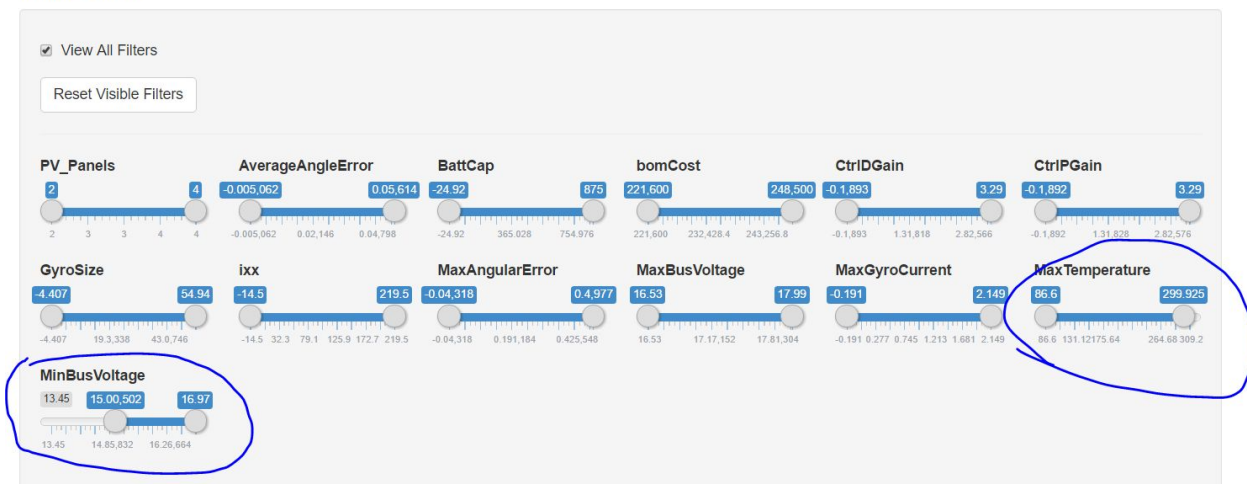 View All Filters
Reset Visible Filters
PV_Panels AverageAngleError BattCap bomCost CtrlDGain CtrlPGain
2 4 -0.005,062 0.05,614 -24.92 875 221,600 248,500 -0.1,893 3.29 -0.1,892 3.29
2 3 3 4 4 -0.005,062 0.02,146 0.04,798 -24.92 365.028 754.976 221,600 232,428.4 243,256.8 -0.1,893 1.31,818 2.82,566 -0.1,892 1.31,828 2.82,576
GyroSize ixx MaxAngularError MaxBusVoltage MaxGyroCurrent MaxTemperature
-4.407 54.94 -14.5 219.5 -0.04,318 0.4,977 16.53 17.99 -0.191 2.149 86.6 299.925
-4.407 19.3,338 43.0,746 -14.5 32.3 79.1 125.9 172.7 219.5 -0.04,318 0.191,184 0.425,548 16.53 17.17,152 17.81,304 -0.191 0.277 0.745 1.213 1.681 2.149 86.6 131.12 175.64 264.68 309.2
MinBusVoltage
13.45 15.00,502 16.97
13.45 14.85,832 16.26,664